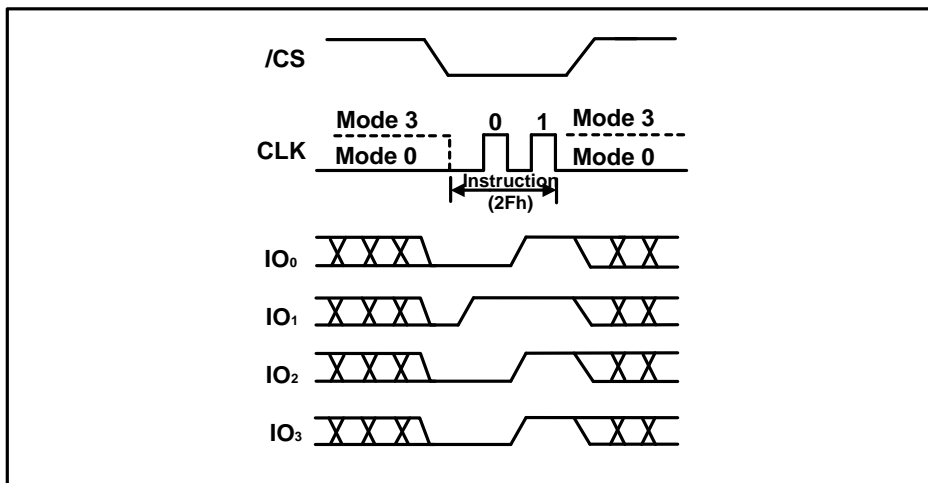 /CS
Mode 3 0 1 Mode 3
CLK
Mode 0 Mode 0
Instruction
(2Fh)
IO₀
IO₁
IO₂
IO₃